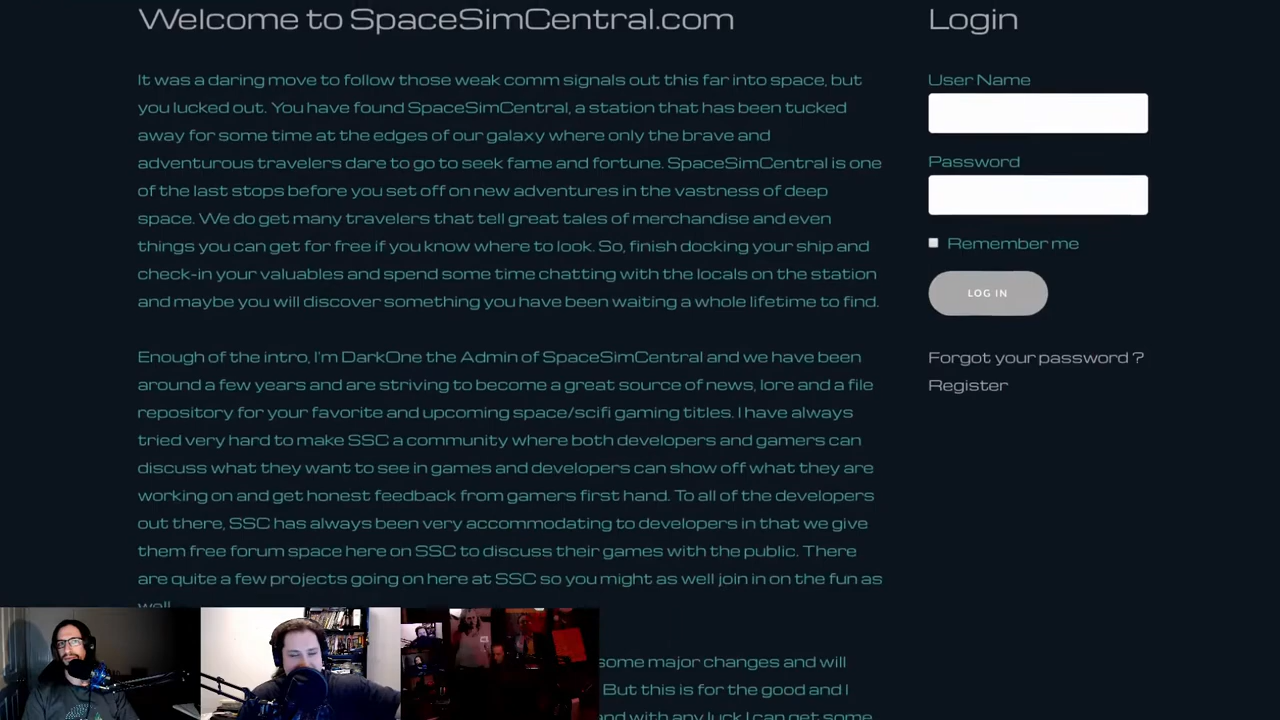 Welcome to SpaceSimCentral.com
It was a daring move to follow those weak comm signals out this far into space, but
you lucked out. You have found SpaceSimCentral, a station that has been tucked
away for some time at the edges of our galaxy where only the brave and
adventurous travelers dare to go to seek fame and fortune. SpaceSimCentral is one
of the last stops before you set off on new adventures in the vastness of deep
space. We do get many travelers that tell great tales of merchandise and even
things you can get for free if you know where to look. So, finish docking your ship and
check-in your valuables and spend some time chatting with the locals on the station
and maybe you will discover something you have been waiting a whole lifetime to find.
Enough of the intro, I'm DarkOne the Admin of SpaceSimCentral and we have been
around a few years and are striving to become a great source of news, lore and a file
repository for your favorite and upcoming space/scifi gaming titles. I have always
tried very hard to make SSC a community where both developers and gamers can
discuss what they want to see in games and developers can show off what they are
working on and get honest feedback from gamers first hand. To all of the developers
out there, SSC has always been very accommodating to developers in that we give
them free forum space here on SSC to discuss their games with the public. There
are quite a few projects going on here at SSC so you might as well join in on the fun as
well
some major changes and will
But this is for the good and I
and with any luck I can get some
Login
User Name
Password
Remember me
LOG IN
Forgot your password ?
Register